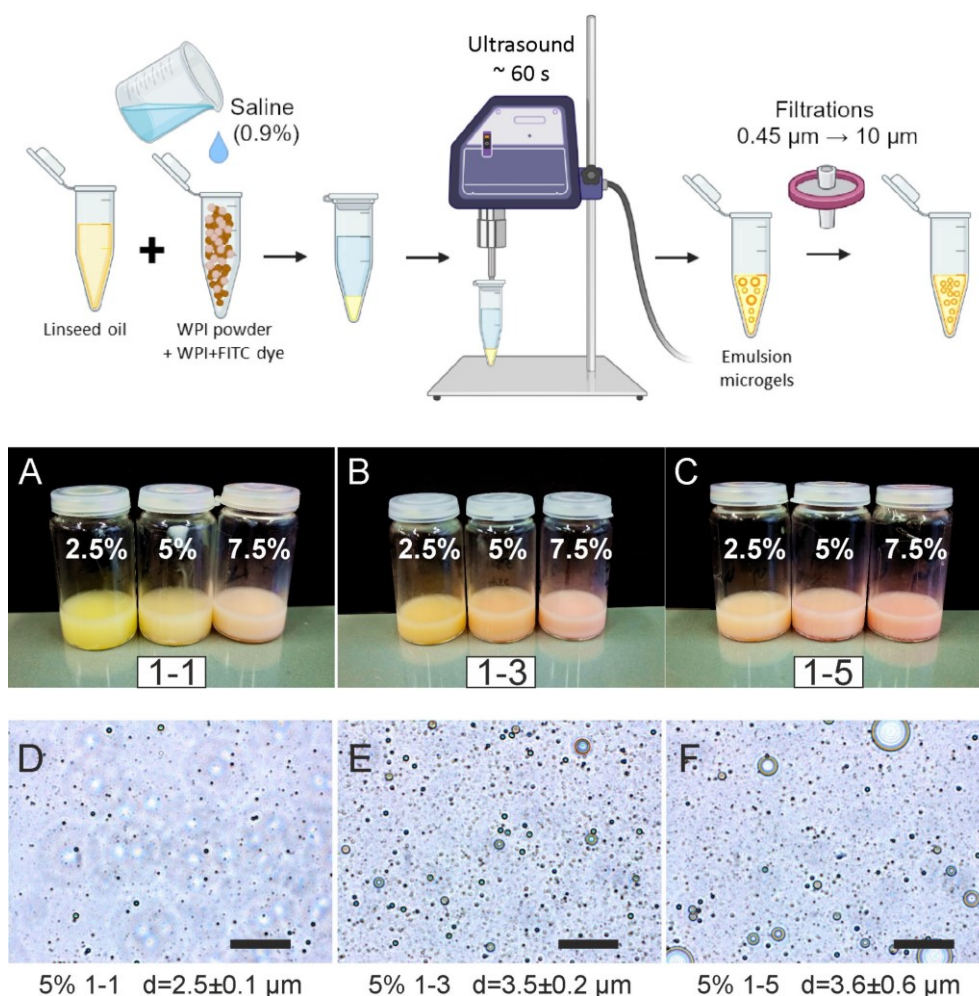 Ultrasound
~ 60 s
Saline
(0.9%)
Filtrations
0.45 µm → 10 µm
+
Linseed oil
WPI powder
+ WPI+FITC dye
Emulsion
microgels
A
2.5% 5% 7.5%
1-1
B
2.5% 5% 7.5%
1-3
C
2.5% 5% 7.5%
1-5
D
E
F
5% 1-1 d=2.5±0.1 µm
5% 1-3 d=3.5±0.2 µm
5% 1-5 d=3.6±0.6 µm